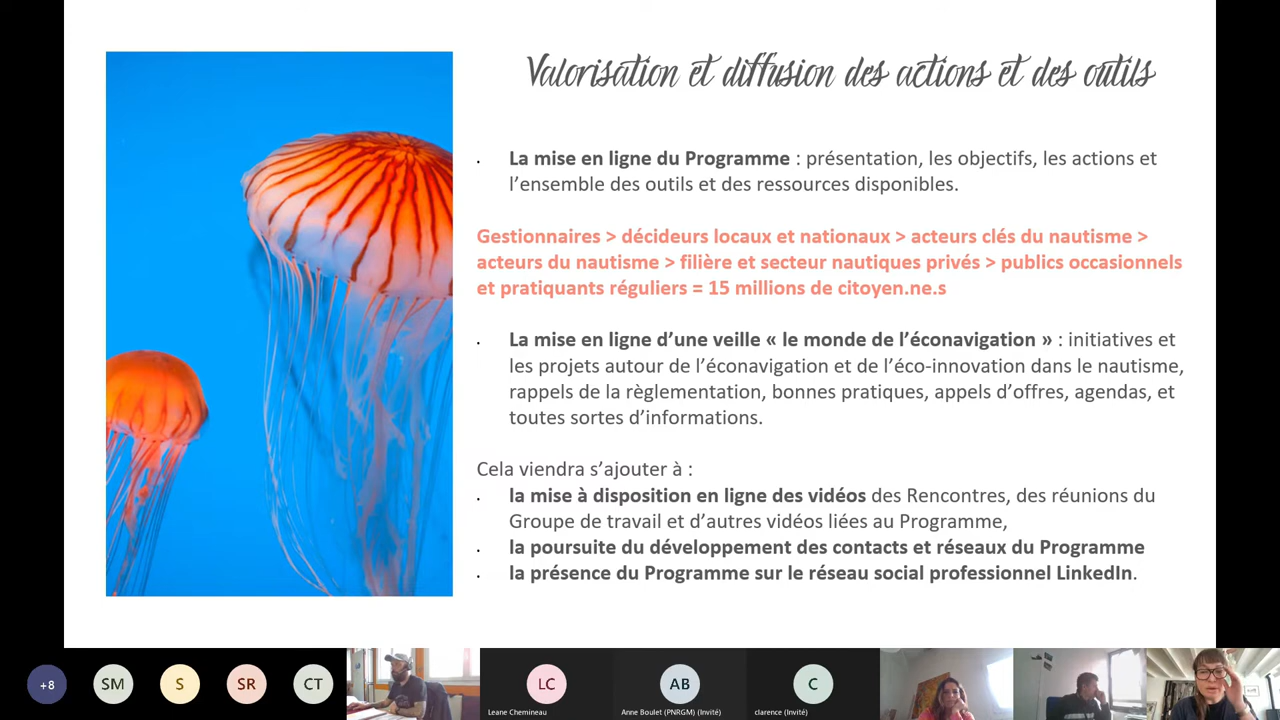 Valorisation et diffusion des actions et des outils
La mise en ligne du Programme : présentation, les objectifs, les actions et
l’ensemble des outils et des ressources disponibles.
Gestionnaires > décideurs locaux et nationaux > acteurs clés du nautisme >
acteurs du nautisme > filière et secteur nautiques privés > publics occasionnels
et pratiquants réguliers = 15 millions de citoyen.ne.s
La mise en ligne d’une veille « le monde de l’éconavigation » : initiatives et
les projets autour de l’éconavigation et de l’éco-innovation dans le nautisme,
rappels de la règlementation, bonnes pratiques, appels d’offres, agendas, et
toutes sortes d’informations.
Cela viendra s’ajouter à :
la mise à disposition en ligne des vidéos des Rencontres, des réunions du
Groupe de travail et d’autres vidéos liées au Programme,
la poursuite du développement des contacts et réseaux du Programme
la présence du Programme sur le réseau social professionnel LinkedIn.
+8 SM S SR CT LC AB C
Leane Chemineau Anne Boulet (PNRGM) (Invité) clarence (Invité)